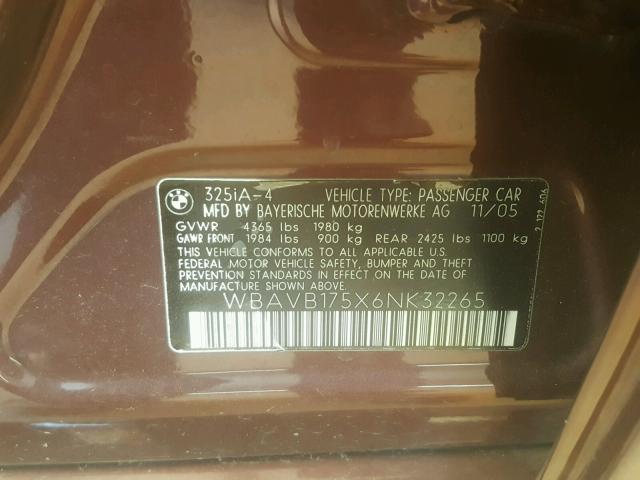 325iA-4 VEHICLE TYPE: PASSENGER CAR
MFD BY BAYERISCHE MOTORENWERKE AG 11/05
GVWR 4365 lbs 1980 kg
GAWR FRONT 1984 lbs 900 kg REAR 2425 lbs 1100 kg
THIS VEHICLE CONFORMS TO ALL APPLICABLE U.S.
FEDERAL MOTOR VEHICLE SAFETY, BUMPER AND THEFT
PREVENTION STANDARDS IN EFFECT ON THE DATE OF
MANUFACTURE SHOWN ABOVE.
WBAVB175X6NK32265